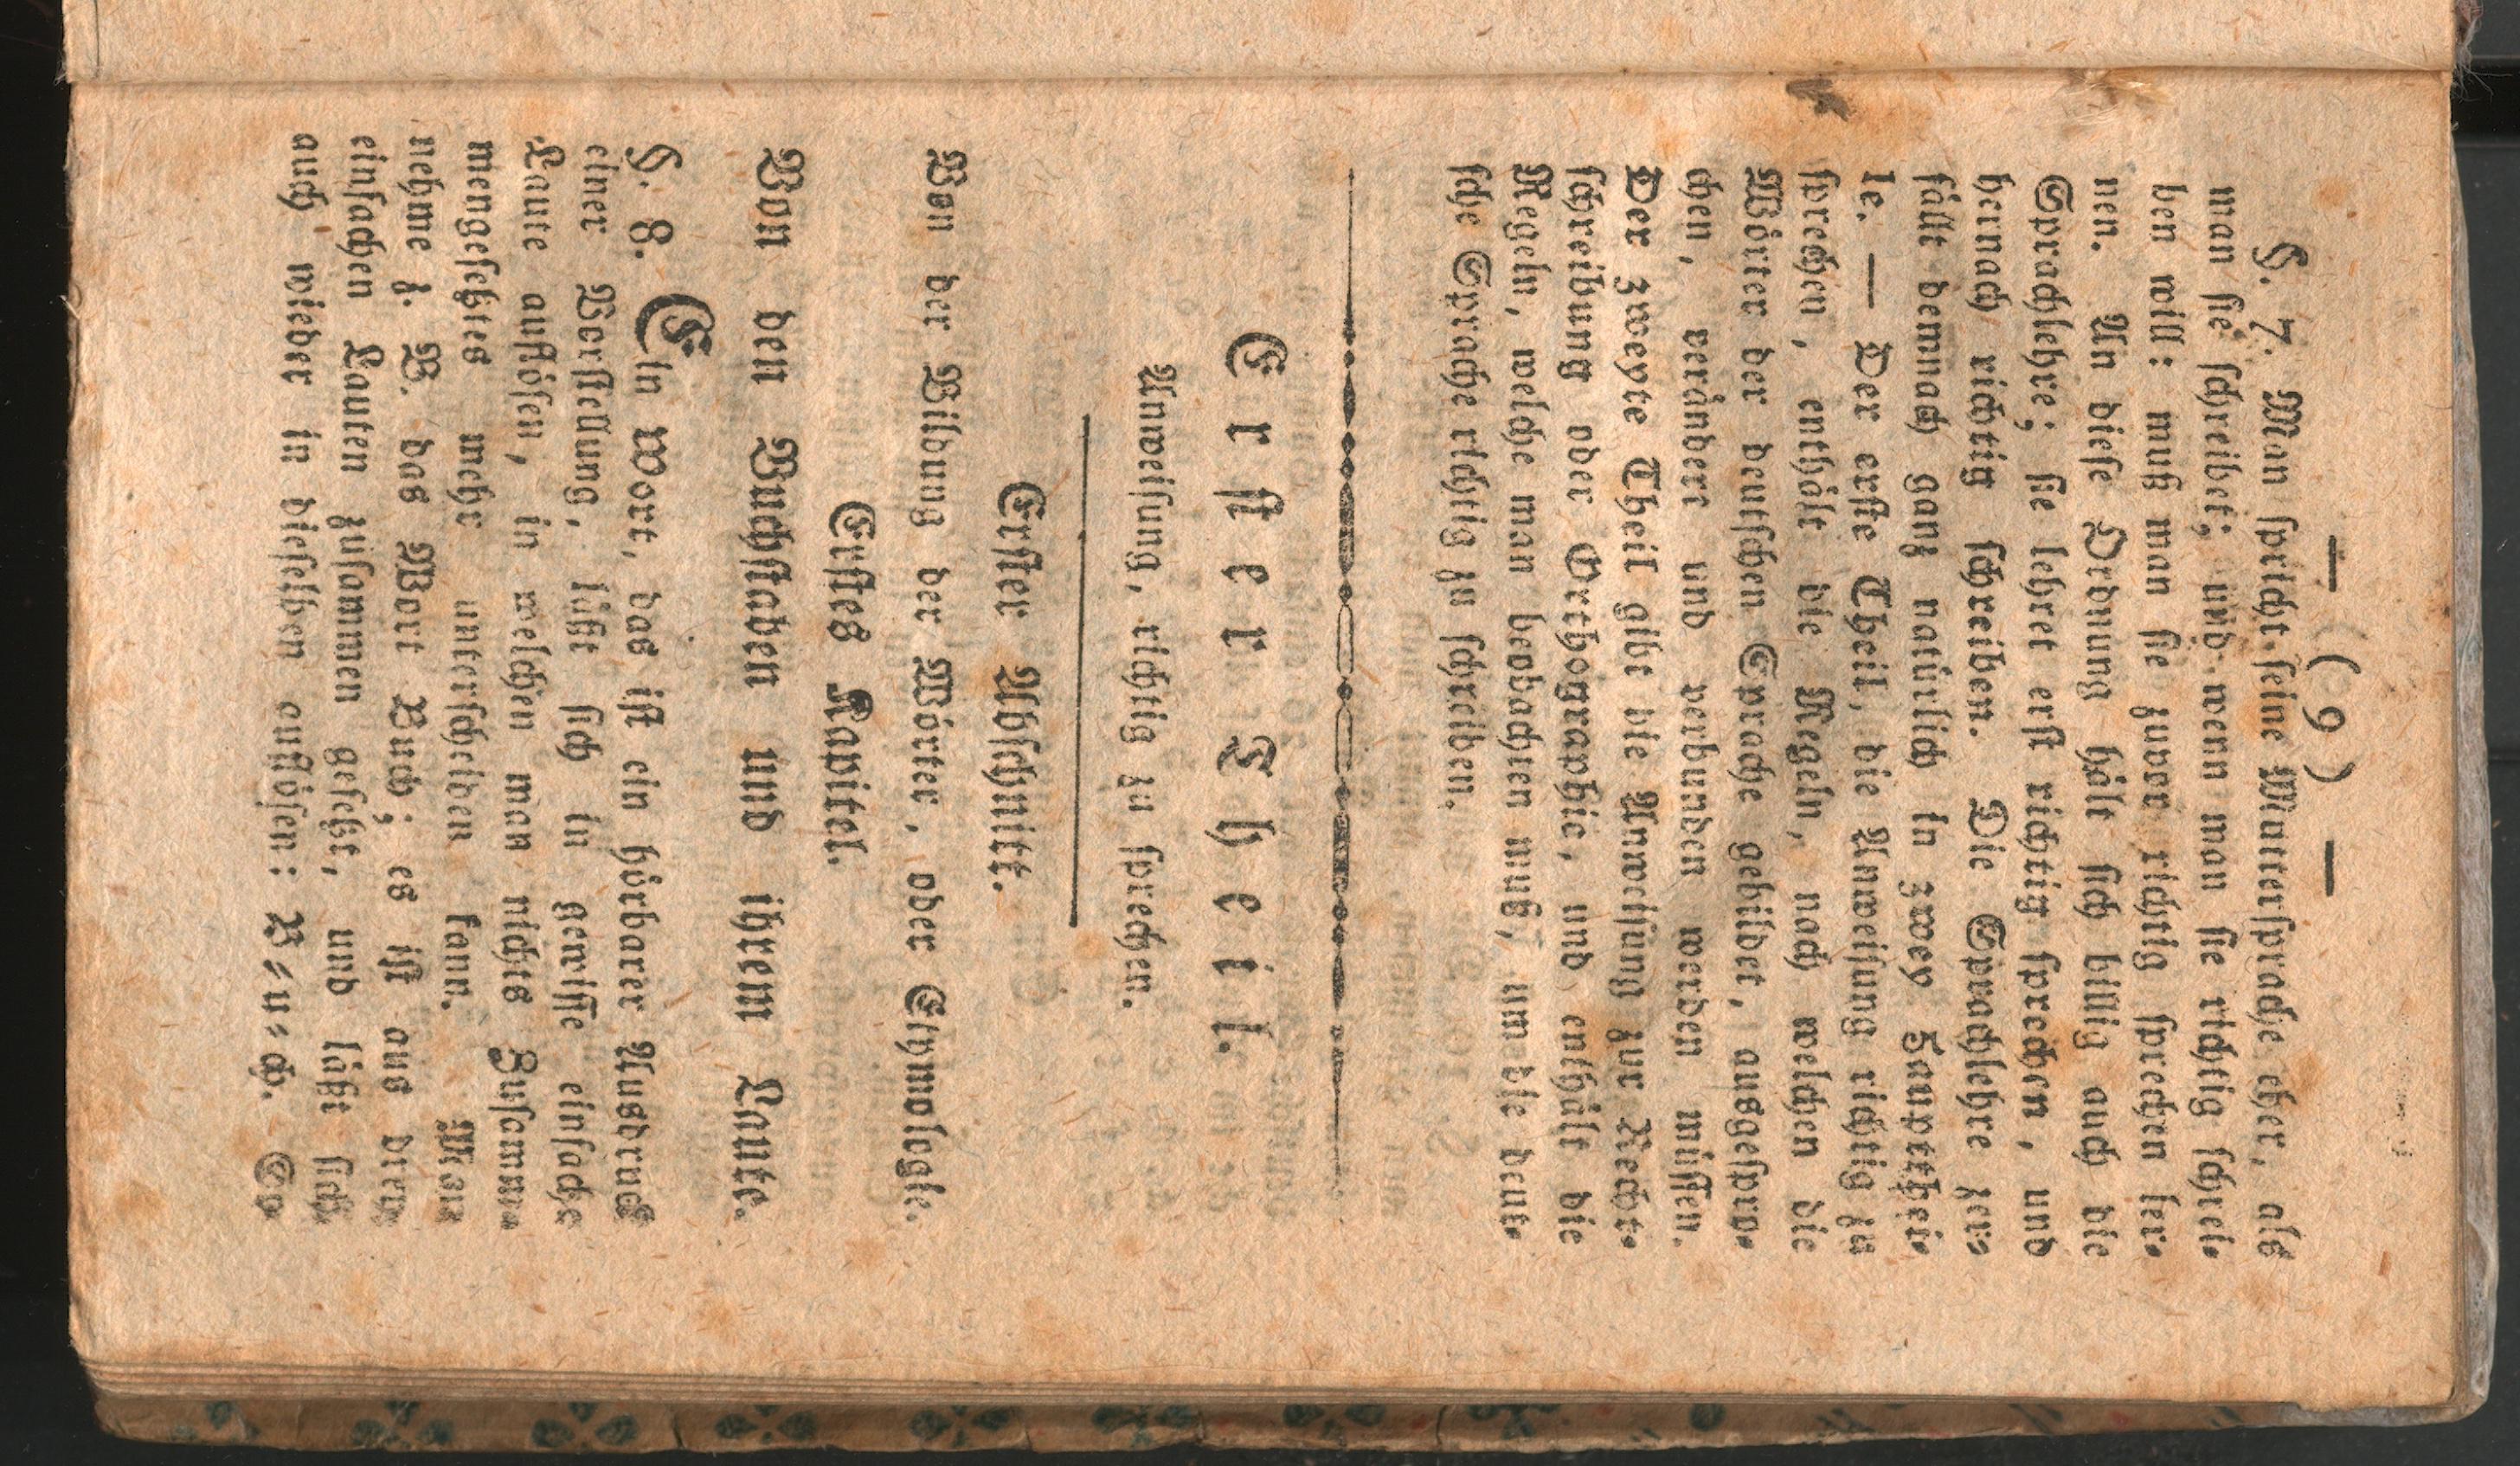 — ( 9 ) —
§. 7. Man spricht seine Muttersprache eher, als
man sie schreibet; und wenn man sie richtig schrei-
ben will: muß man sie zuvor richtig sprechen ler-
nen. An diese Ordnung hält sich billig auch die
Sprachlehre; sie lehret erst richtig sprechen, und
hernach richtig schreiben. Die Sprachlehre zer-
fällt demnach ganz natürlich in zwey Haupttthei-
le. — Der erste Theil, die Anweisung richtig zu
sprechen, enthält die Regeln, nach welchen die
Wörter der deutschen Sprache gebildet, ausgespro-
chen, verändert und verbunden werden müssen.
Der zweyte Theil gibt die Anweisung zur Recht-
schreibung oder Orthographie, und enthält die
Regeln, welche man beobachten muß, um die deut-
sche Sprache richtig zu schreiben.
Erster Theil.
Anweisung, richtig zu sprechen.
Erster Abschnitt.
Von der Bildung der Wörter, oder Etymologie.
Erstes Kapitel.
Von den Buchstaben und ihrem Laute.
§. 8. Ein Wort, das ist ein hörbarer Ausdruck
einer Vorstellung, läßt sich in gewisse einfache
Laute auflösen, in welchen man nichts Zusamm-
mengesetztes mehr unterscheiden kann. Man
nehme z. B. das Wort Buch; es ist aus drey
einfachen Lauten zusammen gesetzt, und läßt sich
auch wieder in dieselben auflösen: B-u-ch. So